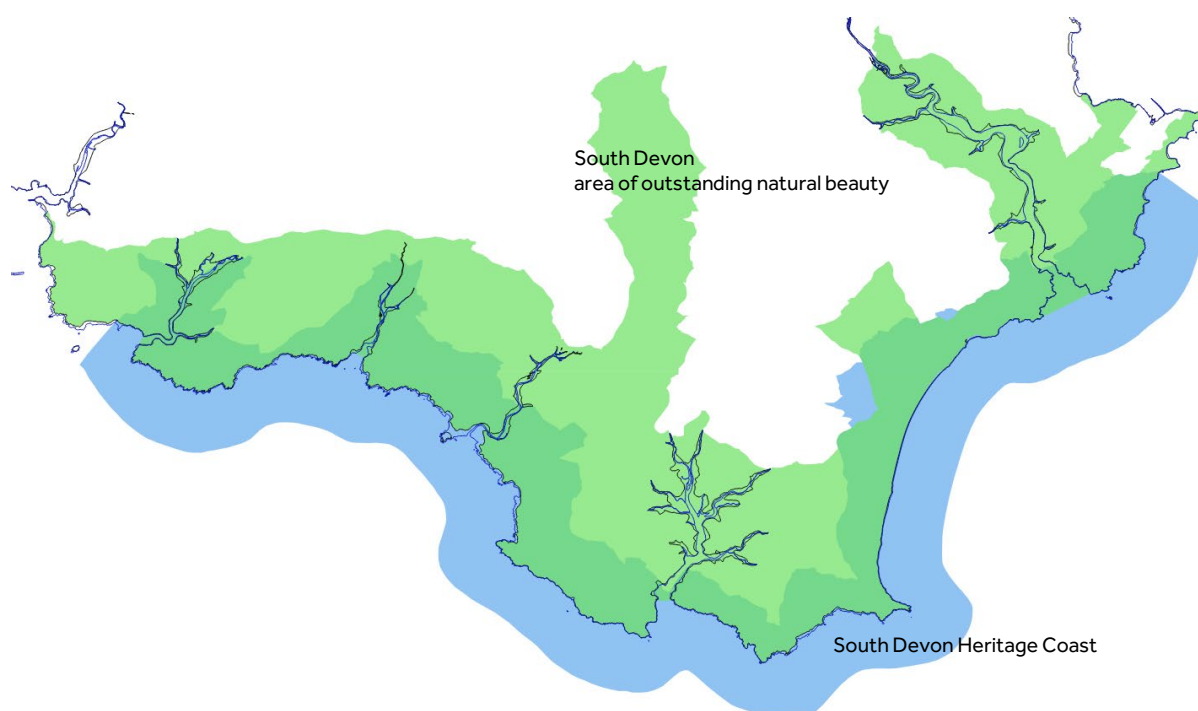 South Devon
area of outstanding natural beauty
South Devon Heritage Coast